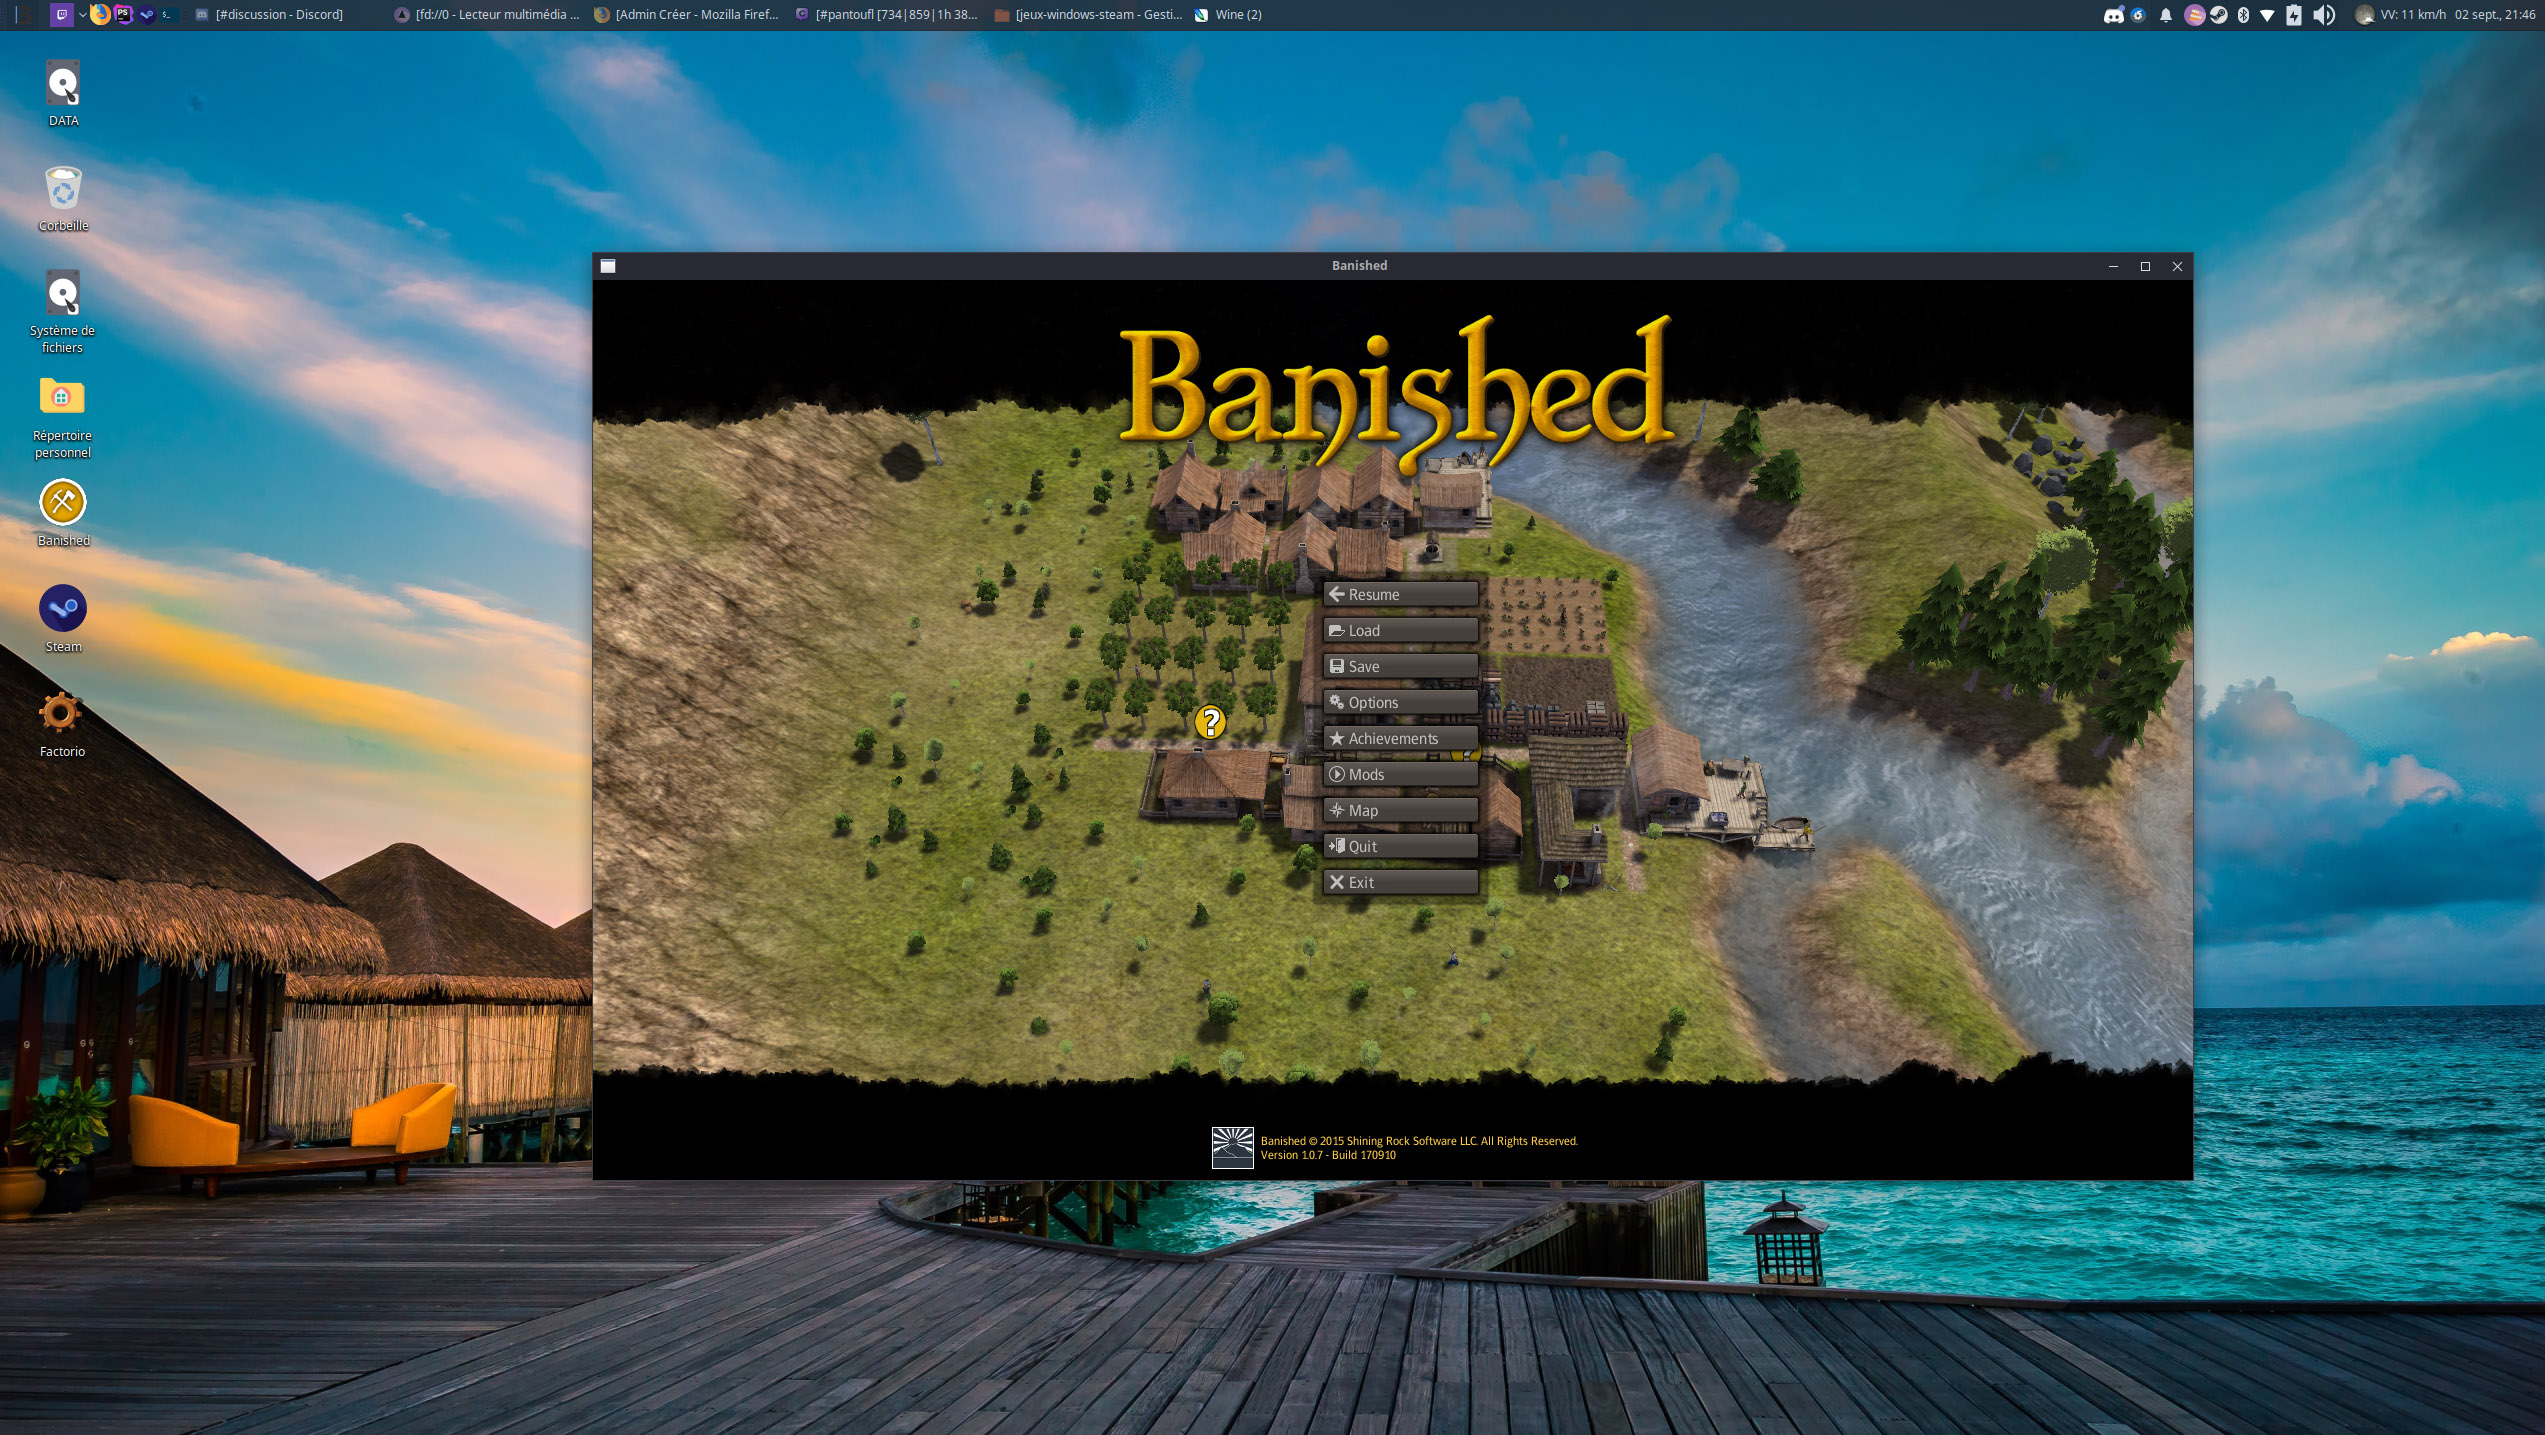 [#discussion - Discord]
[fd://0 - Lecteur multimédia ...
[Admin Créer - Mozilla Firef...
[#pantoufl [734|859|1h 38...
[jeux-windows-steam - Gesti...
Wine (2)
VV: 11 km/h
02 sept., 21:46
DATA
Corbeille
Système de
fichiers
Répertoire
personnel
Banished
Steam
Factorio
Banished
Banished
Resume
Load
Save
Options
Achievements
Mods
Map
Quit
Exit
Banished © 2015 Shining Rock Software LLC. All Rights Reserved.
Version 1.0.7 - Build 170910